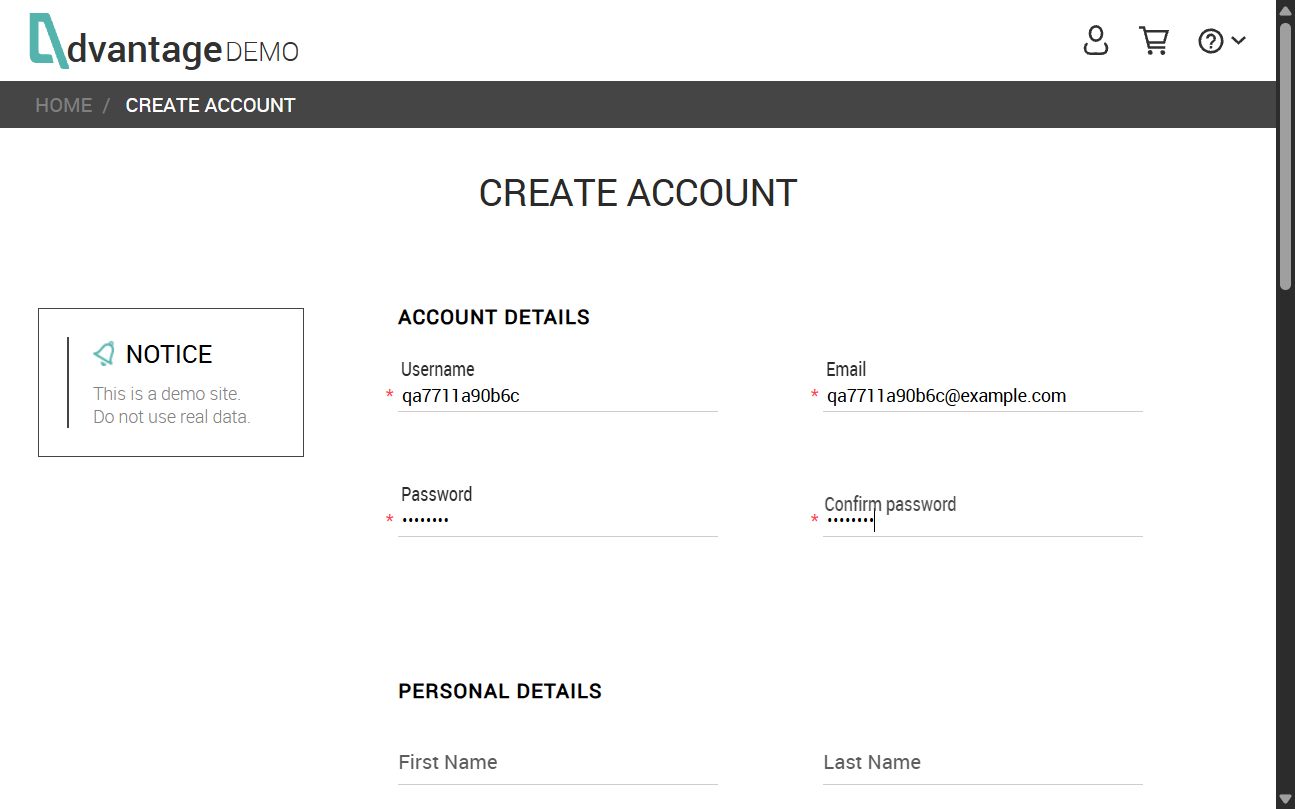 dvantage DEMO
HOME / CREATE ACCOUNT
CREATE ACCOUNT
NOTICE
This is a demo site.
Do not use real data.
ACCOUNT DETAILS
Username Email
* qa7711a90b6c * qa7711a90b6c@example.com
Password Confirm password
* •••••••• * ••••••••
PERSONAL DETAILS
First Name Last Name